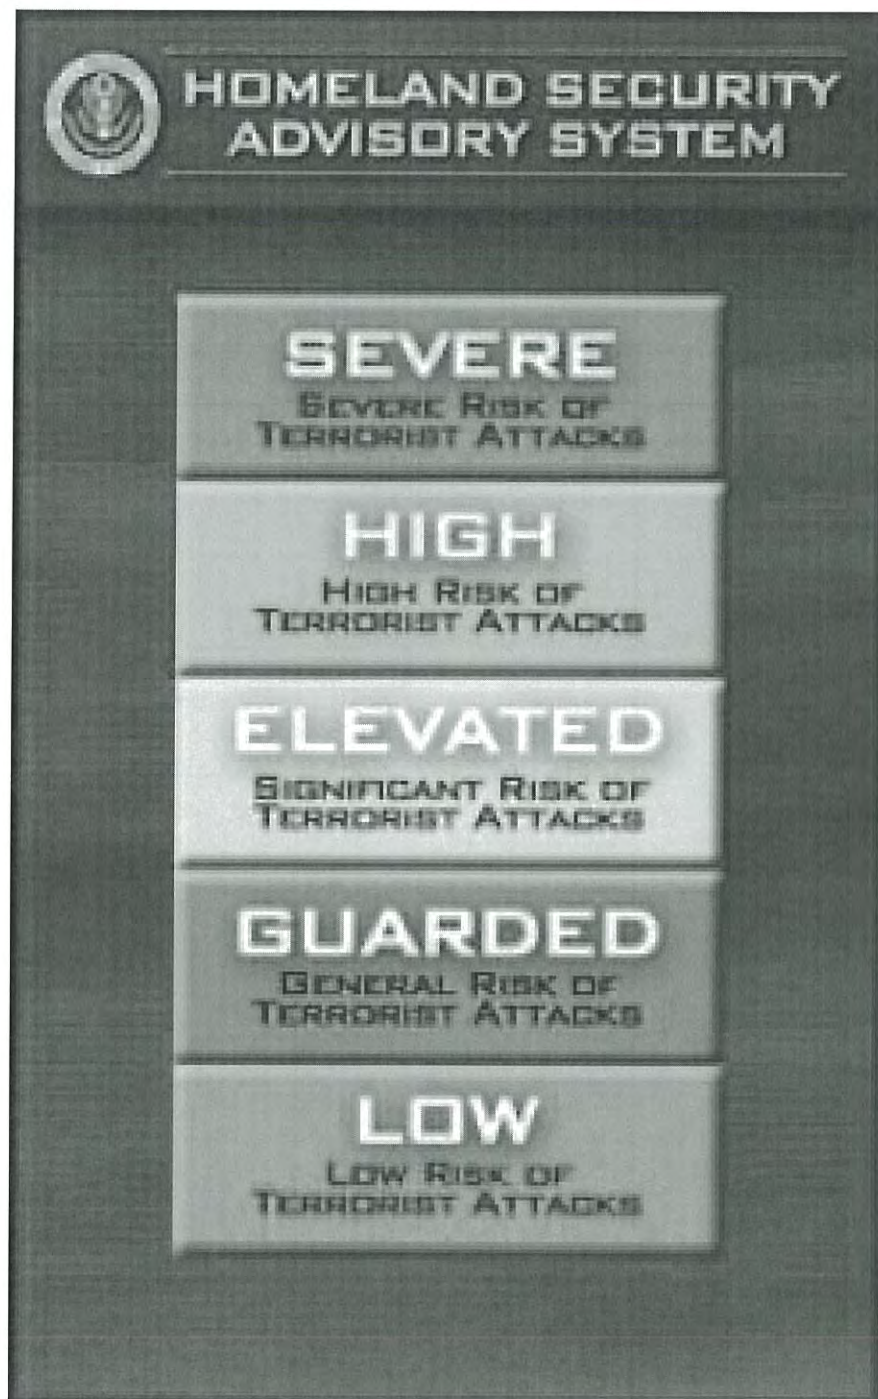 HOMELAND SECURITY
ADVISORY SYSTEM
SEVERE
SEVERE RISK OF
TERRORIST ATTACKS
HIGH
HIGH RISK OF
TERRORIST ATTACKS
ELEVATED
SIGNIFICANT RISK OF
TERRORIST ATTACKS
GUARDED
GENERAL RISK OF
TERRORIST ATTACKS
LOW
LOW RISK OF
TERRORIST ATTACKS